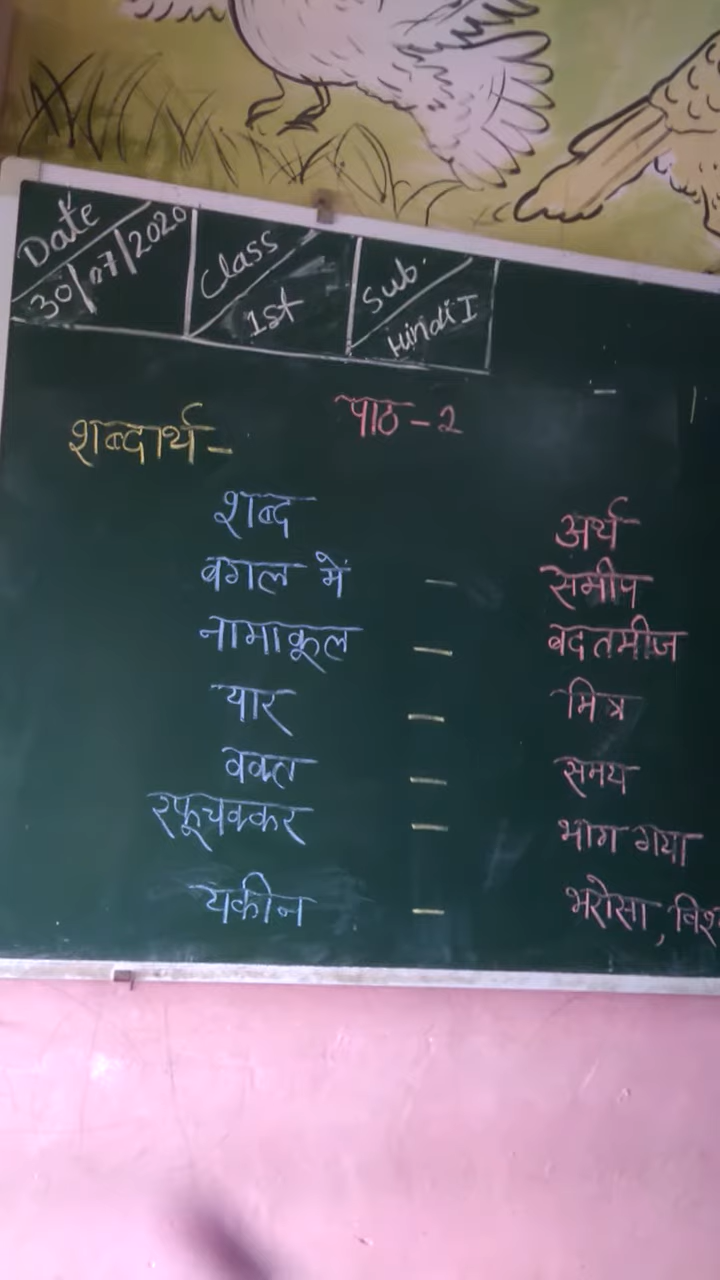 Date 30/07/2020 Class 1st Sub. Hindi I
पाठ - २
शब्दार्थ -
शब्द अर्थ
बगल में - समीप
नामाकूल - बदतमीज
यार - मित्र
वक्त - समय
रफूचक्कर - भाग गया
यकीन - भरोसा,